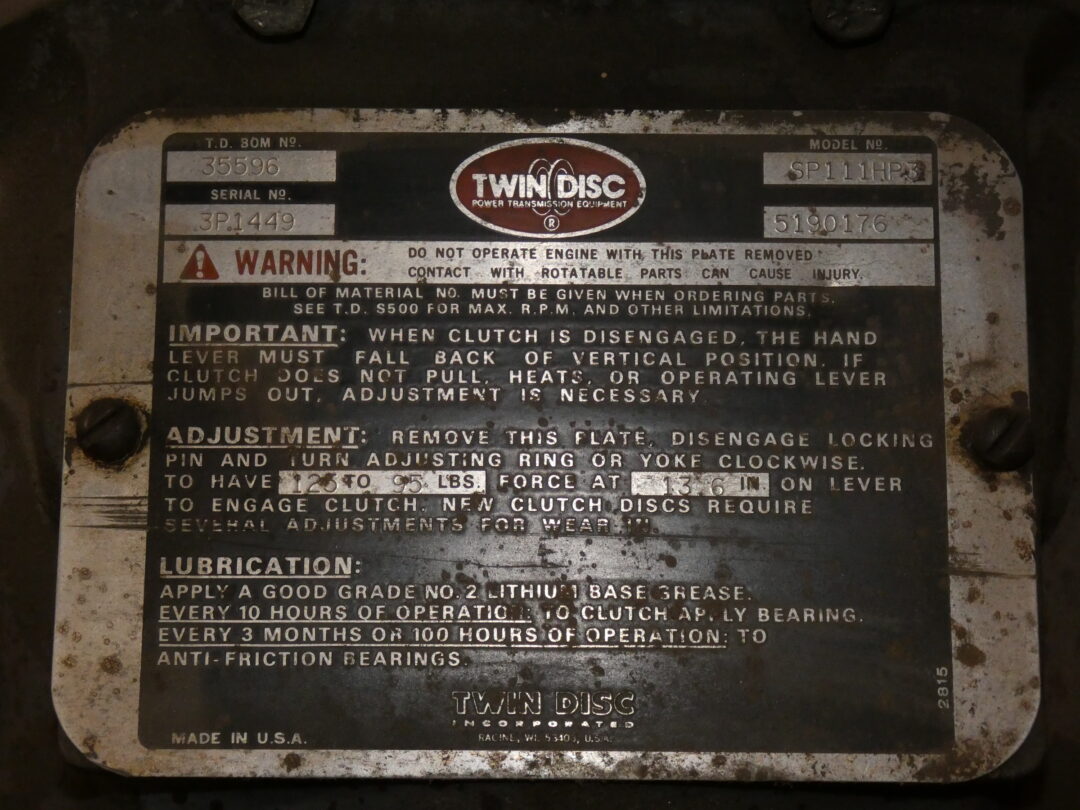 T.D. BOM Nº.
35596
SERIAL Nº.
3P1449
TWIN DISC
POWER TRANSMISSION EQUIPMENT
®
MODEL Nº.
SP111HP3
5190176
WARNING:
DO NOT OPERATE ENGINE WITH THIS PLATE REMOVED
CONTACT WITH ROTATABLE PARTS CAN CAUSE INJURY.
BILL OF MATERIAL NO. MUST BE GIVEN WHEN ORDERING PARTS.
SEE T.D. S500 FOR MAX. R.P.M. AND OTHER LIMITATIONS.
IMPORTANT: WHEN CLUTCH IS DISENGAGED, THE HAND
LEVER MUST FALL BACK OF VERTICAL POSITION. IF
CLUTCH DOES NOT PULL, HEATS, OR OPERATING LEVER
JUMPS OUT, ADJUSTMENT IS NECESSARY.
ADJUSTMENT: REMOVE THIS PLATE, DISENGAGE LOCKING
PIN AND TURN ADJUSTING RING OR YOKE CLOCKWISE.
TO HAVE 125 TO 95 LBS. FORCE AT 13.6 IN ON LEVER
TO ENGAGE CLUTCH. NEW CLUTCH DISCS REQUIRE
SEVERAL ADJUSTMENTS FOR WEAR IN.
LUBRICATION:
APPLY A GOOD GRADE NO. 2 LITHIUM BASE GREASE.
EVERY 10 HOURS OF OPERATION: TO CLUTCH APPLY BEARING.
EVERY 3 MONTHS OR 100 HOURS OF OPERATION: TO
ANTI-FRICTION BEARINGS.
TWIN DISC
INCORPORATED
RACINE, WI. 53403, U.S.A.
MADE IN U.S.A.
2815